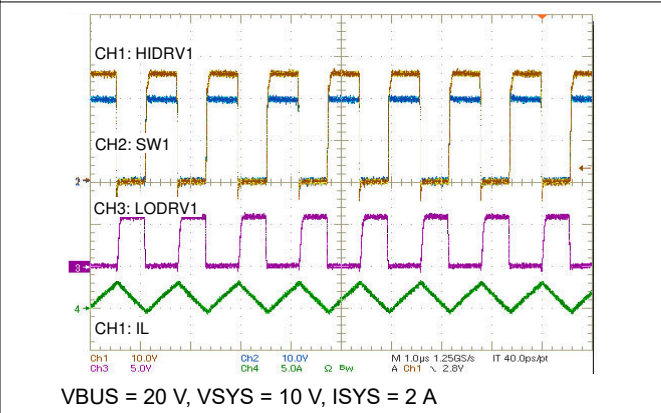 CH1: HIDRV1
CH2: SW1
2
CH3: LODRV1
3
4
CH1: IL
Ch1 10.0V Ch2 10.0V M 1.0µs 1.25GS/s IT 40.0ps/pt
Ch3 5.0V Ch4 5.0A Ω Bw A Ch1 \ 2.8V
VBUS = 20 V, VSYS = 10 V, ISYS = 2 A